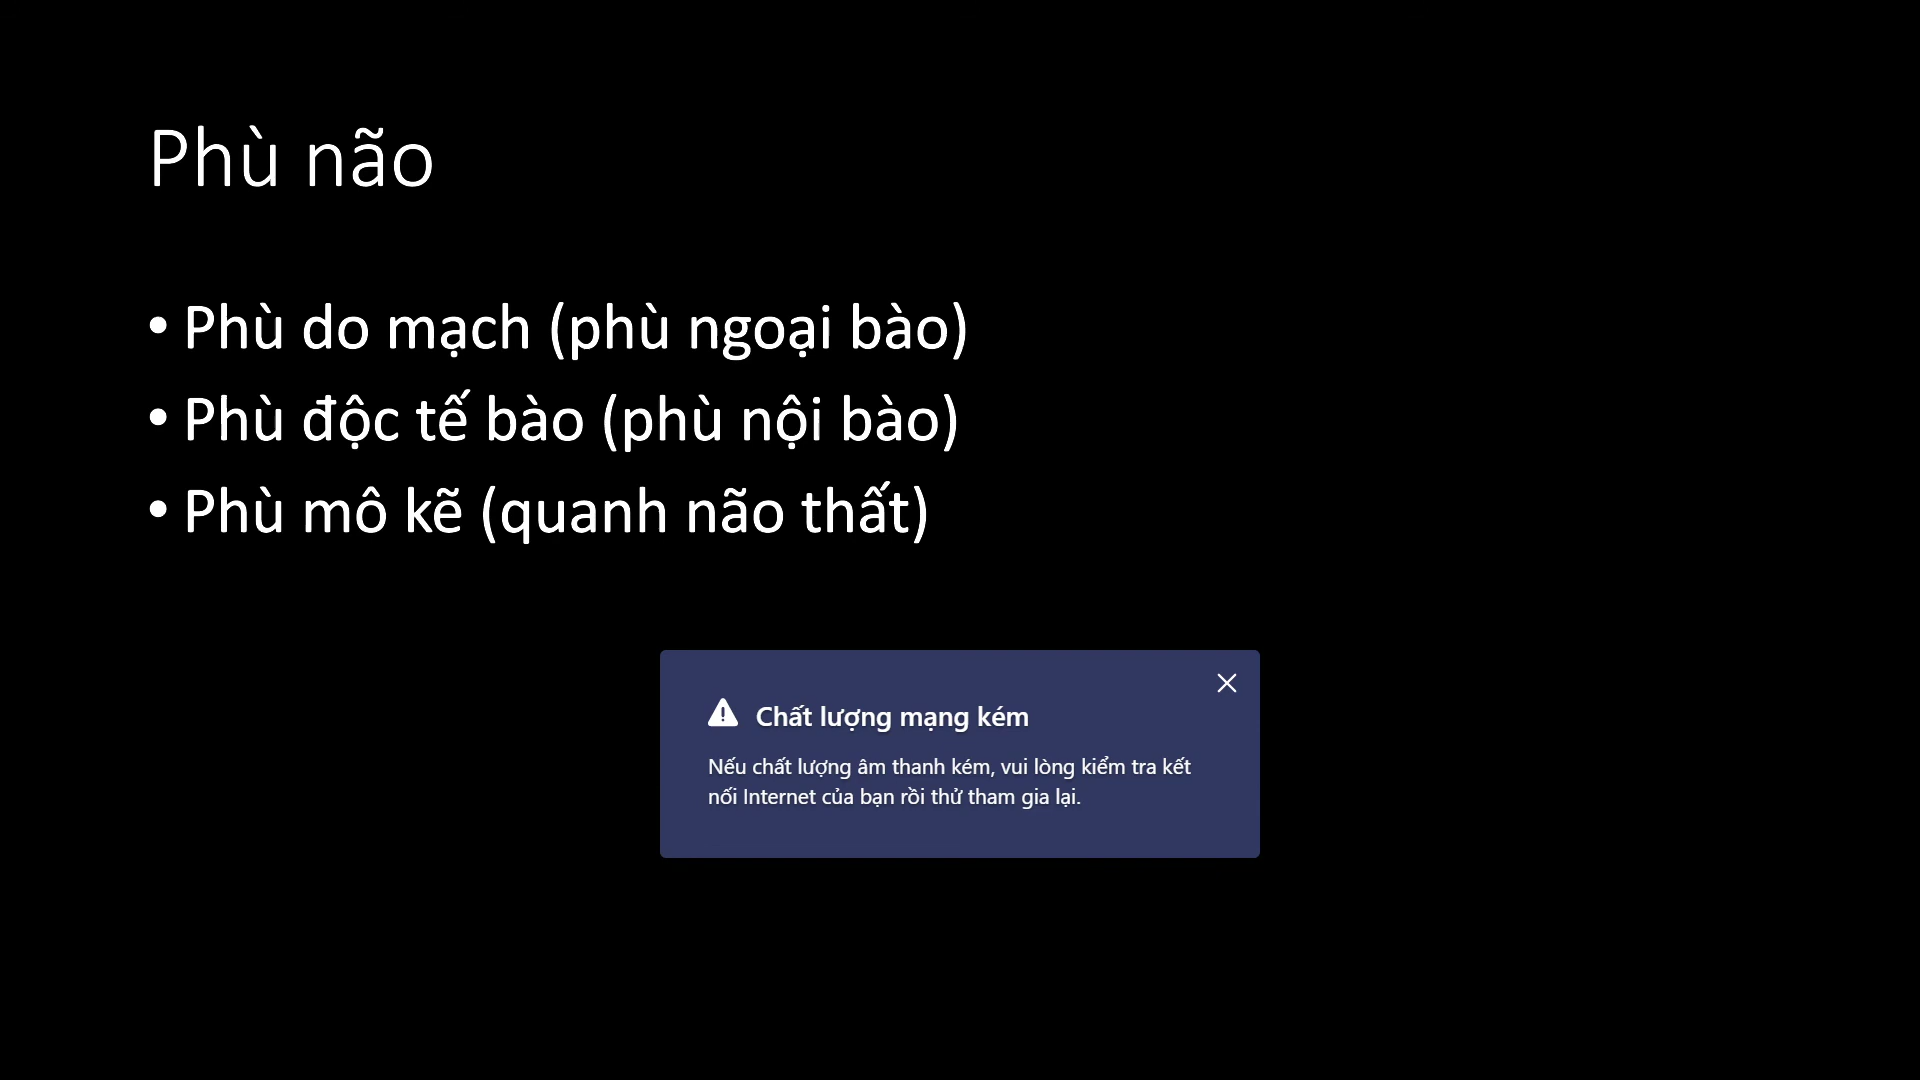 Phù não
• Phù do mạch (phù ngoại bào)
• Phù độc tế bào (phù nội bào)
• Phù mô kẽ (quanh não thất)
Chất lượng mạng kém
Nếu chất lượng âm thanh kém, vui lòng kiểm tra kết
nối Internet của bạn rồi thử tham gia lại.